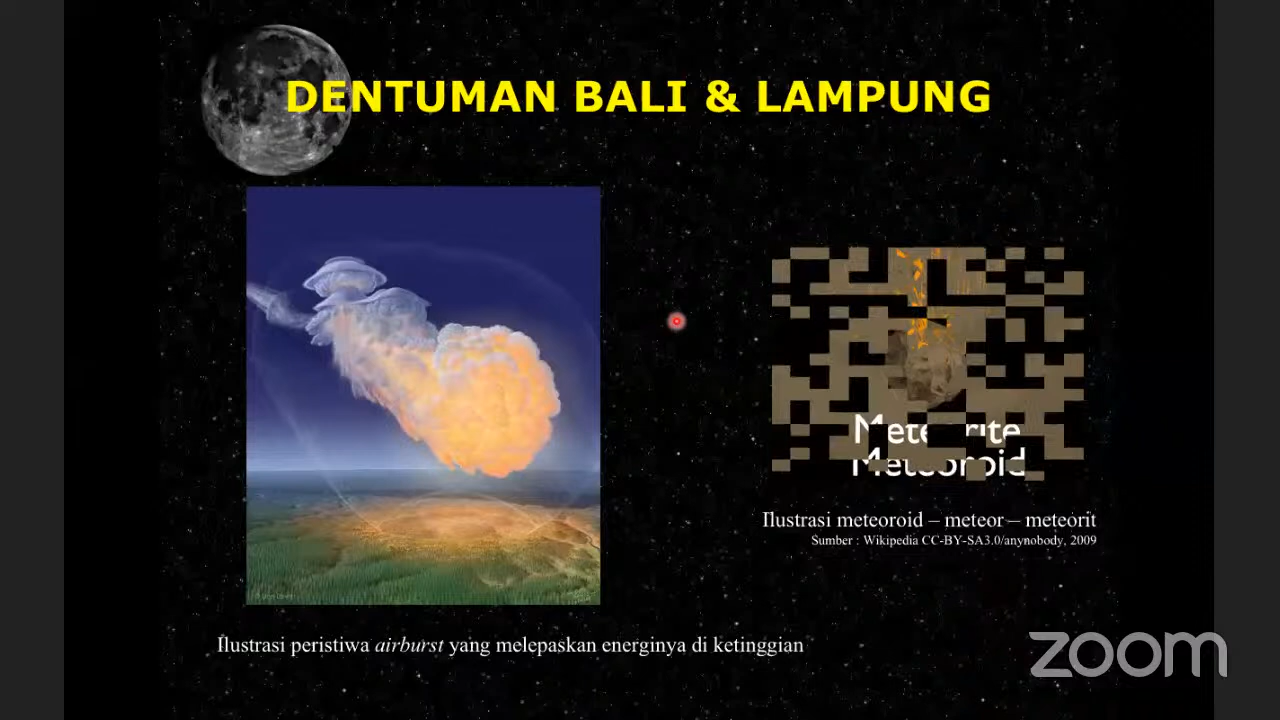 DENTUMAN BALI & LAMPUNG
Meteoroid
Ilustrasi meteoroid – meteor – meteorit
Sumber : Wikipedia CC-BY-SA3.0/anynobody, 2009
Ilustrasi peristiwa airburst yang melepaskan energinya di ketinggian
zoom